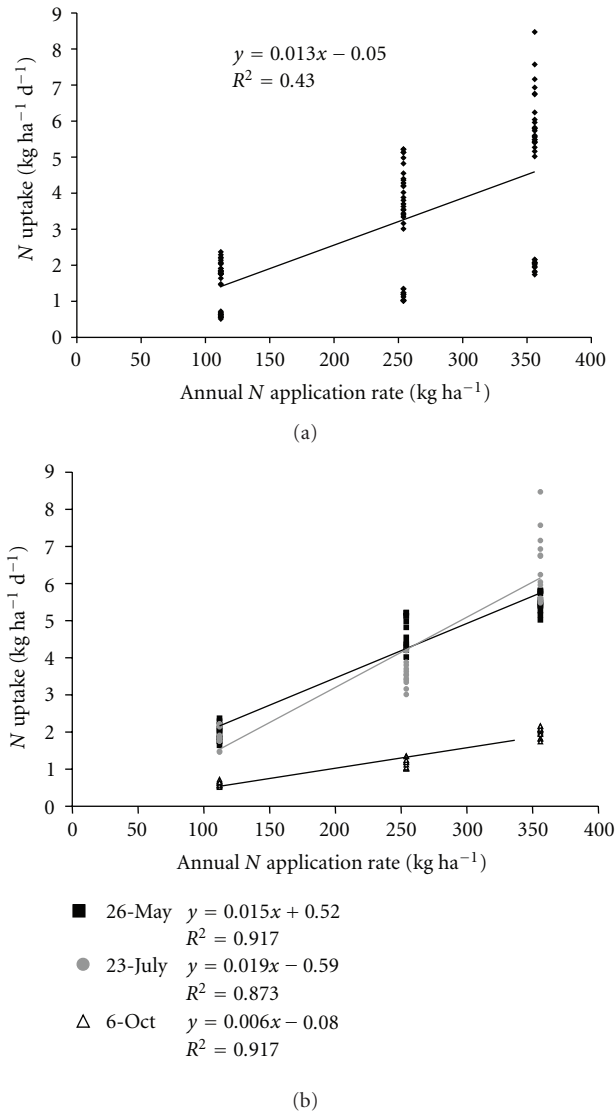 9
8
7
6
5
4
3
2
1
0
N uptake (kg ha⁻¹ d⁻¹)
y = 0.013x − 0.05
R² = 0.43
0 50 100 150 200 250 300 350 400
Annual N application rate (kg ha⁻¹)
(a)
9
8
7
6
5
4
3
2
1
0
N uptake (kg ha⁻¹ d⁻¹)
0 50 100 150 200 250 300 350 400
Annual N application rate (kg ha⁻¹)
26-May y = 0.015x + 0.52
R² = 0.917
23-July y = 0.019x − 0.59
R² = 0.873
6-Oct y = 0.006x − 0.08
R² = 0.917
(b)